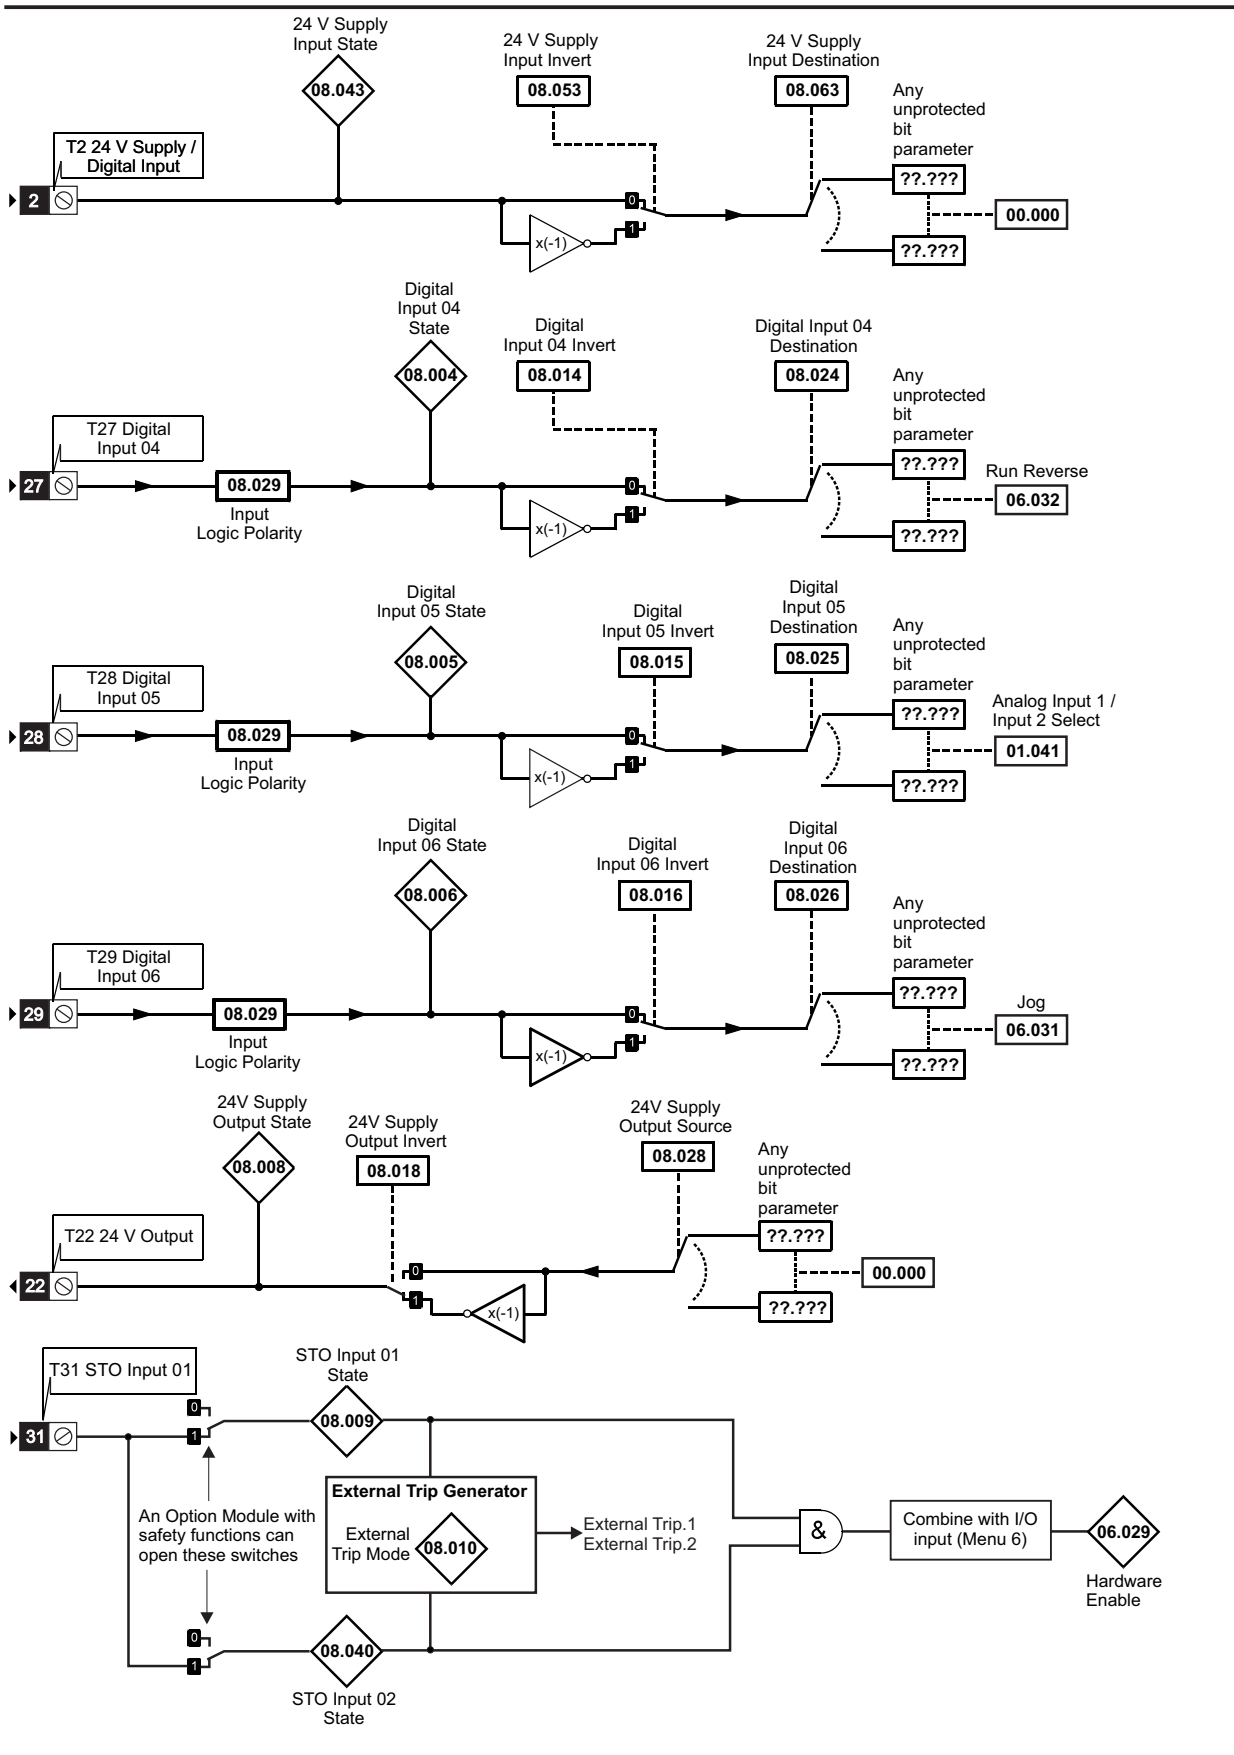 24 V Supply
Input State
08.043
24 V Supply
Input Invert
08.053
24 V Supply
Input Destination
08.063
Any
unprotected
bit
parameter
T2 24 V Supply /
Digital Input
2
0
1
x(-1)
??.???
??.???
00.000
Digital
Input 04
State
08.004
Digital
Input 04 Invert
08.014
Digital Input 04
Destination
08.024
Any
unprotected
bit
parameter
T27 Digital
Input 04
27
08.029
Input
Logic Polarity
0
1
x(-1)
??.???
??.???
Run Reverse
06.032
Digital
Input 05 State
08.005
Digital
Input 05 Invert
08.015
Digital
Input 05
Destination
08.025
Any
unprotected
bit
parameter
T28 Digital
Input 05
28
08.029
Input
Logic Polarity
0
1
x(-1)
??.???
??.???
Analog Input 1 /
Input 2 Select
01.041
Digital
Input 06 State
08.006
Digital
Input 06 Invert
08.016
Digital
Input 06
Destination
08.026
Any
unprotected
bit
parameter
T29 Digital
Input 06
29
08.029
Input
Logic Polarity
0
1
x(-1)
??.???
??.???
Jog
06.031
24V Supply
Output State
08.008
24V Supply
Output Invert
08.018
24V Supply
Output Source
08.028
Any
unprotected
bit
parameter
T22 24 V Output
22
0
1
x(-1)
??.???
??.???
00.000
T31 STO Input 01
31
0
1
STO Input 01
State
08.009
An Option Module with
safety functions can
open these switches
External Trip Generator
External
Trip Mode
08.010
External Trip.1
External Trip.2
&
Combine with I/O
input (Menu 6)
06.029
Hardware
Enable
0
1
08.040
STO Input 02
State